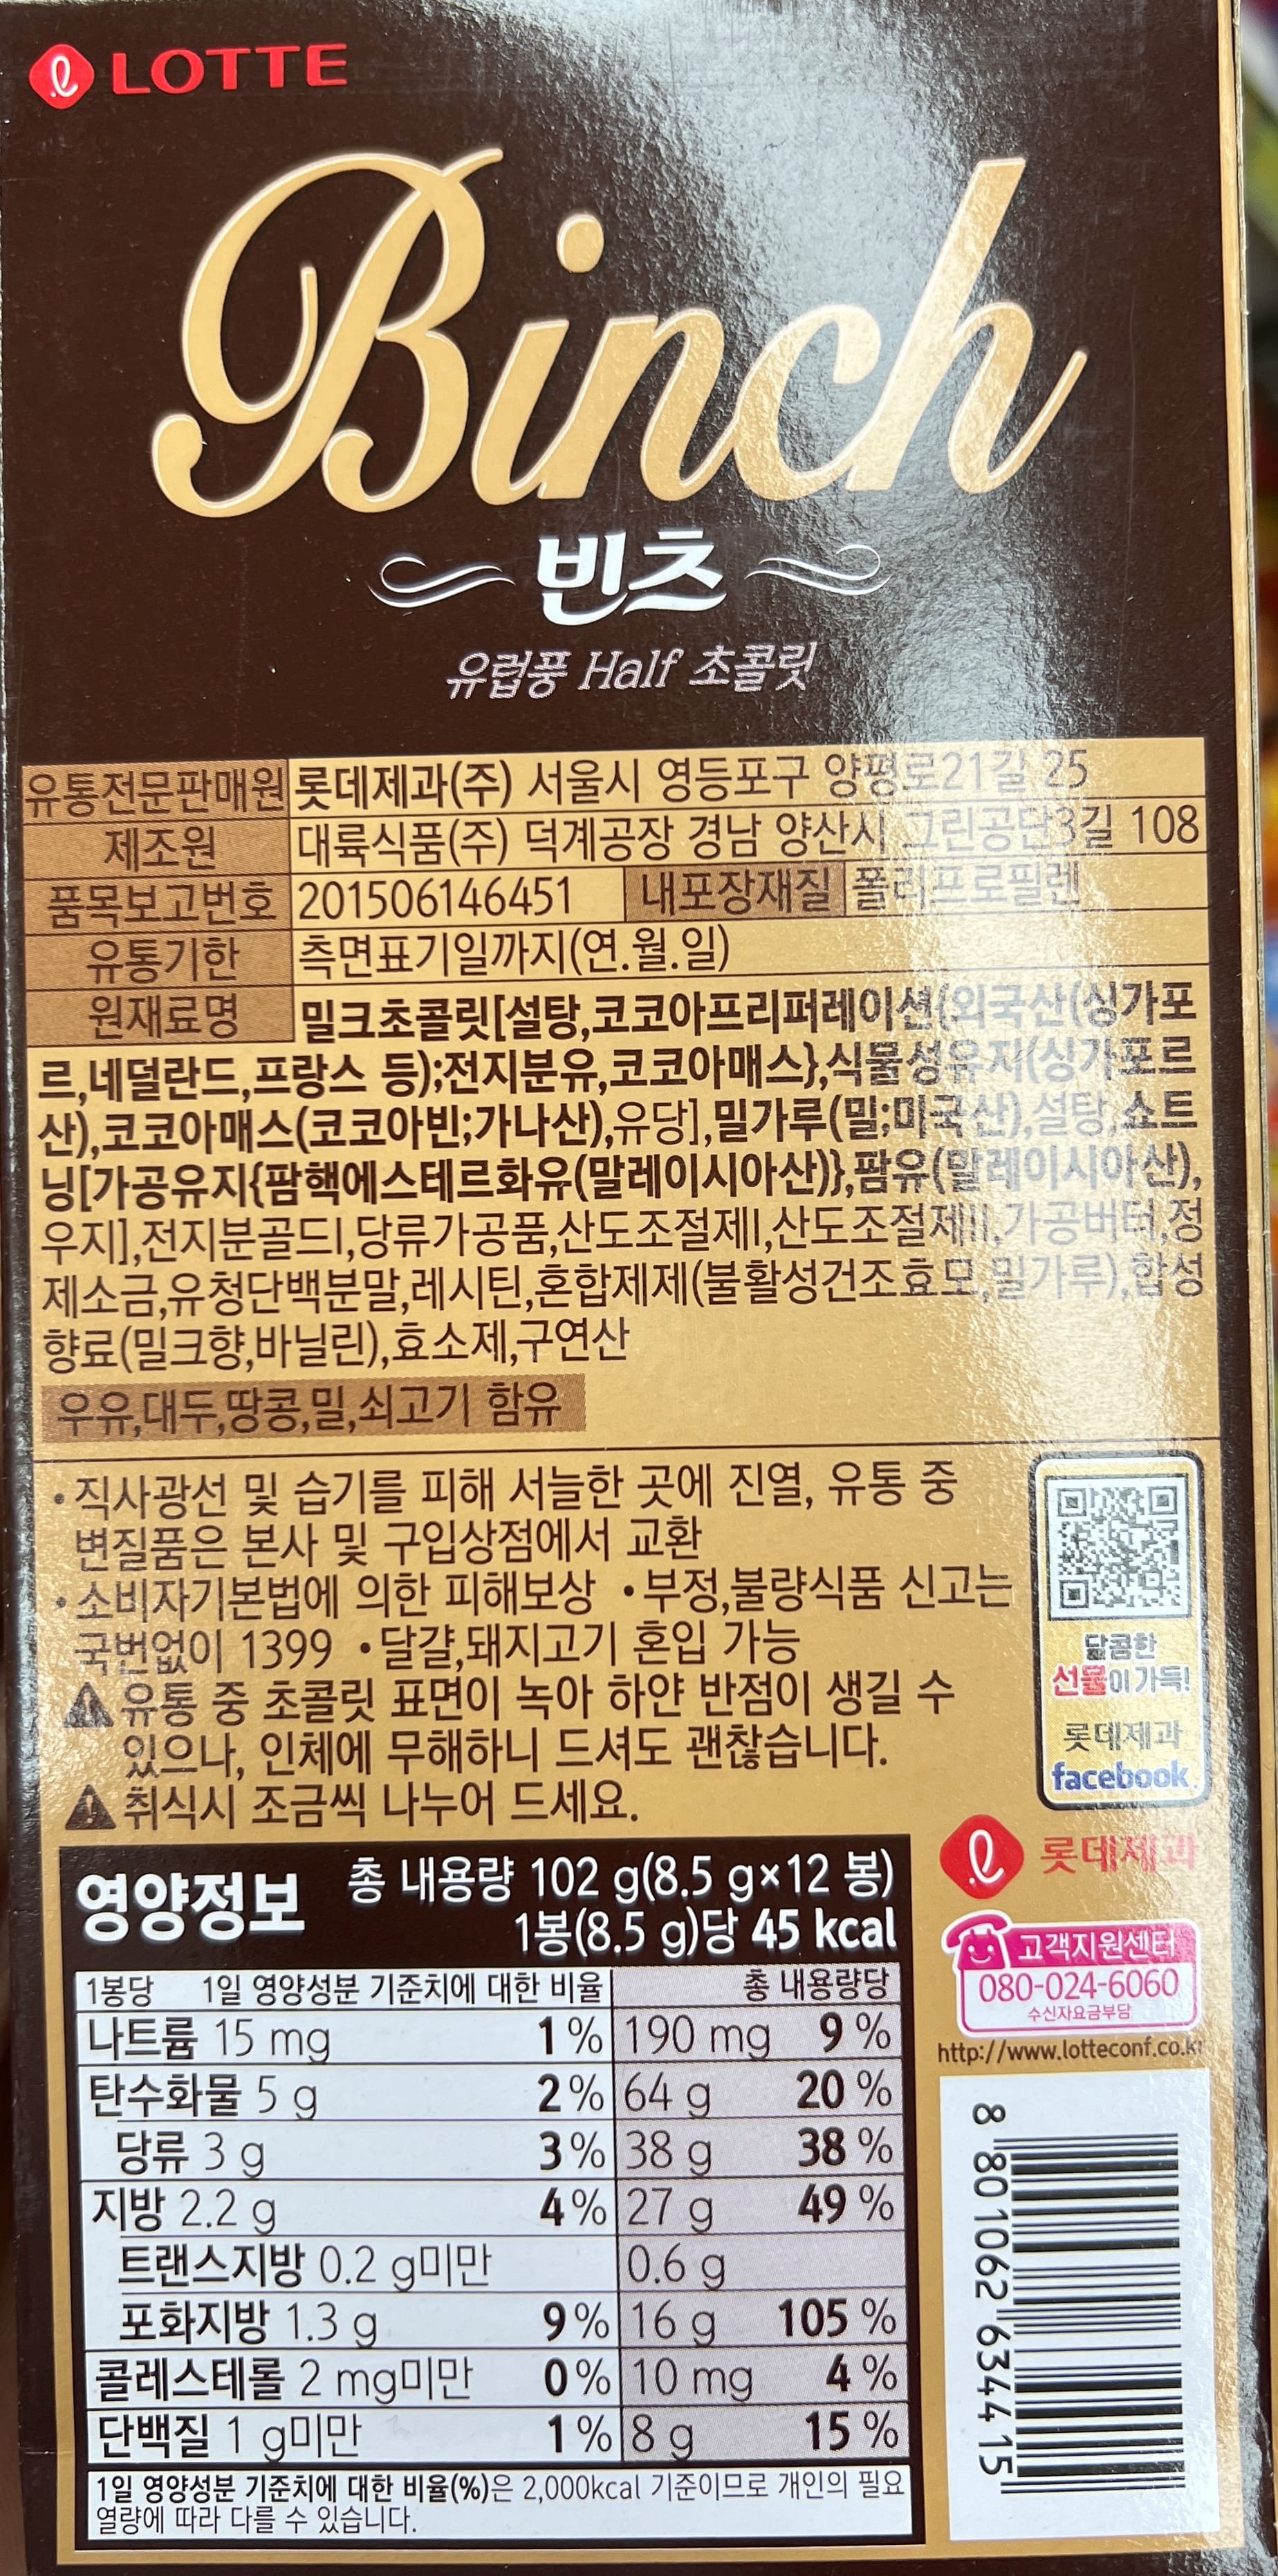 LOTTE
Binch
빈츠
유럽풍 Half 초콜릿
유통전문판매원 롯데제과(주) 서울시 영등포구 양평로21길 25
제조원 대륙식품(주) 덕계공장 경남 양산시 그린공단3길 108
품목보고번호 201506146451 내포장재질 폴리프로필렌
유통기한 측면표기일까지(연.월.일)
원재료명 밀크초콜릿[설탕,코코아프리퍼레이션{외국산(싱가포
르,네덜란드,프랑스 등);전지분유,코코아매스},식물성유지(싱가포르
산),코코아매스(코코아빈;가나산),유당],밀가루(밀;미국산),설탕,쇼트
닝[가공유지{팜핵에스테르화유(말레이시아산)},팜유(말레이시아산),
우지],전지분골드I,당류가공품,산도조절제I,산도조절제II,가공버터,정
제소금,유청단백분말,레시틴,혼합제제(불활성건조효모,밀가루),합성
향료(밀크향,바닐린),효소제,구연산
우유,대두,땅콩,밀,쇠고기 함유
•직사광선 및 습기를 피해 서늘한 곳에 진열, 유통 중
변질품은 본사 및 구입상점에서 교환
•소비자기본법에 의한 피해보상 •부정,불량식품 신고는
국번없이 1399 •달걀,돼지고기 혼입 가능
유통 중 초콜릿 표면이 녹아 하얀 반점이 생길 수
있으나, 인체에 무해하니 드셔도 괜찮습니다.
취식시 조금씩 나누어 드세요.
달콤한
선물이 가득!
롯데제과
facebook
롯데제과
고객지원센터
080-024-6060
수신자요금부담
http://www.lotteconf.co.kr
8 801062 634415
영양정보 총 내용량 102 g(8.5 g×12 봉)
1봉(8.5 g)당 45 kcal
1봉당 1일 영양성분 기준치에 대한 비율 총 내용량당
나트륨 15 mg 1 % 190 mg 9 %
탄수화물 5 g 2 % 64 g 20 %
당류 3 g 3 % 38 g 38 %
지방 2.2 g 4 % 27 g 49 %
트랜스지방 0.2 g미만 0.6 g
포화지방 1.3 g 9 % 16 g 105 %
콜레스테롤 2 mg미만 0 % 10 mg 4 %
단백질 1 g미만 1 % 8 g 15 %
1일 영양성분 기준치에 대한 비율(%)은 2,000kcal 기준이므로 개인의 필요
열량에 따라 다를 수 있습니다.